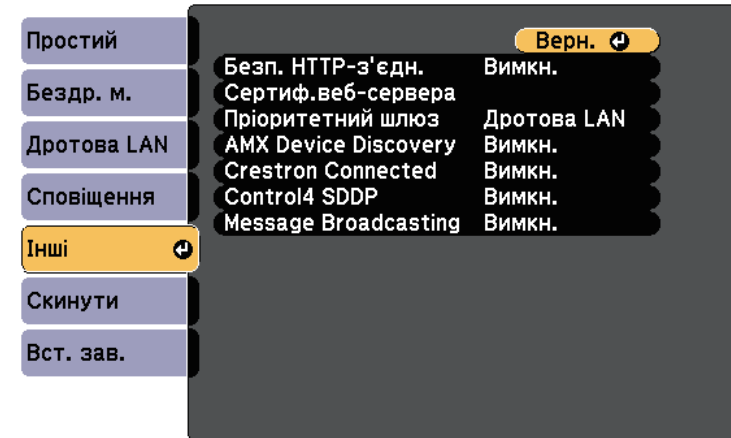 Простий
Бездр. м.
Дротова LAN
Сповіщення
Інші
Скинути
Вст. зав.
Верн.
Безп. HTTP-з'єдн. Вимкн.
Сертиф.веб-сервера
Пріоритетний шлюз Дротова LAN
AMX Device Discovery Вимкн.
Crestron Connected Вимкн.
Control4 SDDP Вимкн.
Message Broadcasting Вимкн.